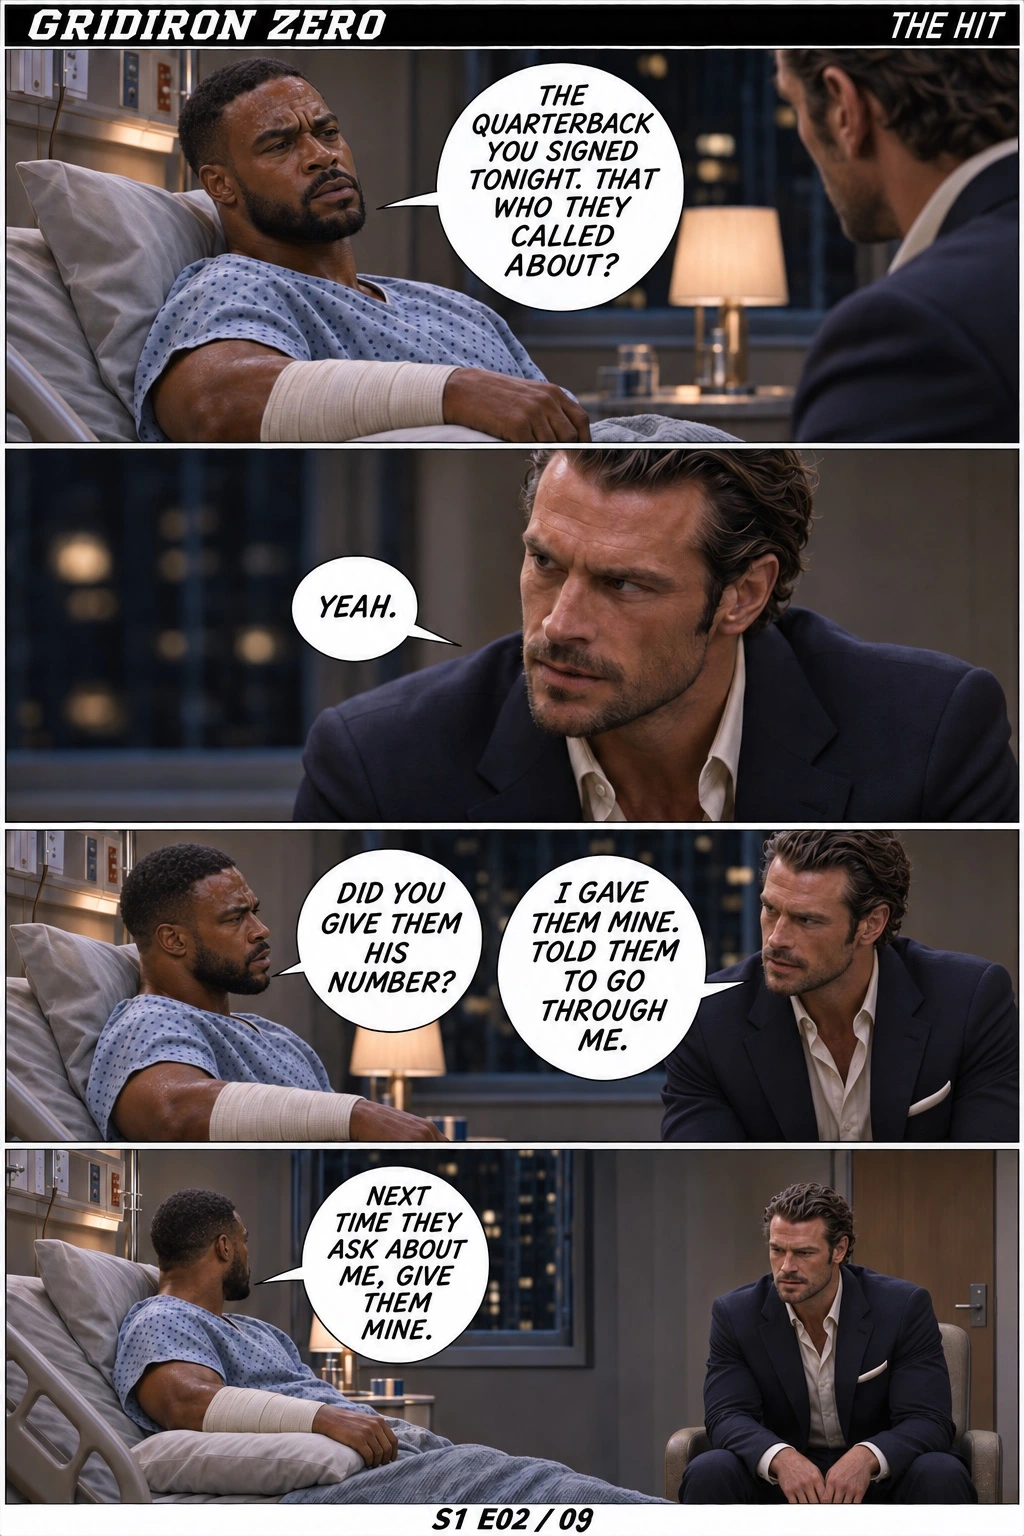 GRIDIRON ZERO
THE HIT
THE
QUARTERBACK
YOU SIGNED
TONIGHT. THAT
WHO THEY
CALLED
ABOUT?
YEAH.
DID YOU
GIVE THEM
HIS
NUMBER?
I GAVE
THEM MINE.
TOLD THEM
TO GO
THROUGH
ME.
NEXT
TIME THEY
ASK ABOUT
ME, GIVE
THEM
MINE.
S1 E02 / 09